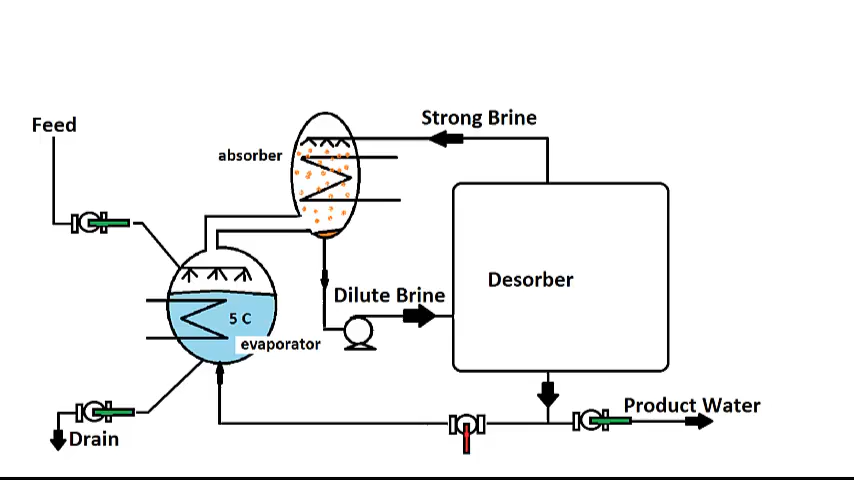 Feed
Strong Brine
absorber
Desorber
Dilute Brine
5 C
evaporator
Product Water
Drain